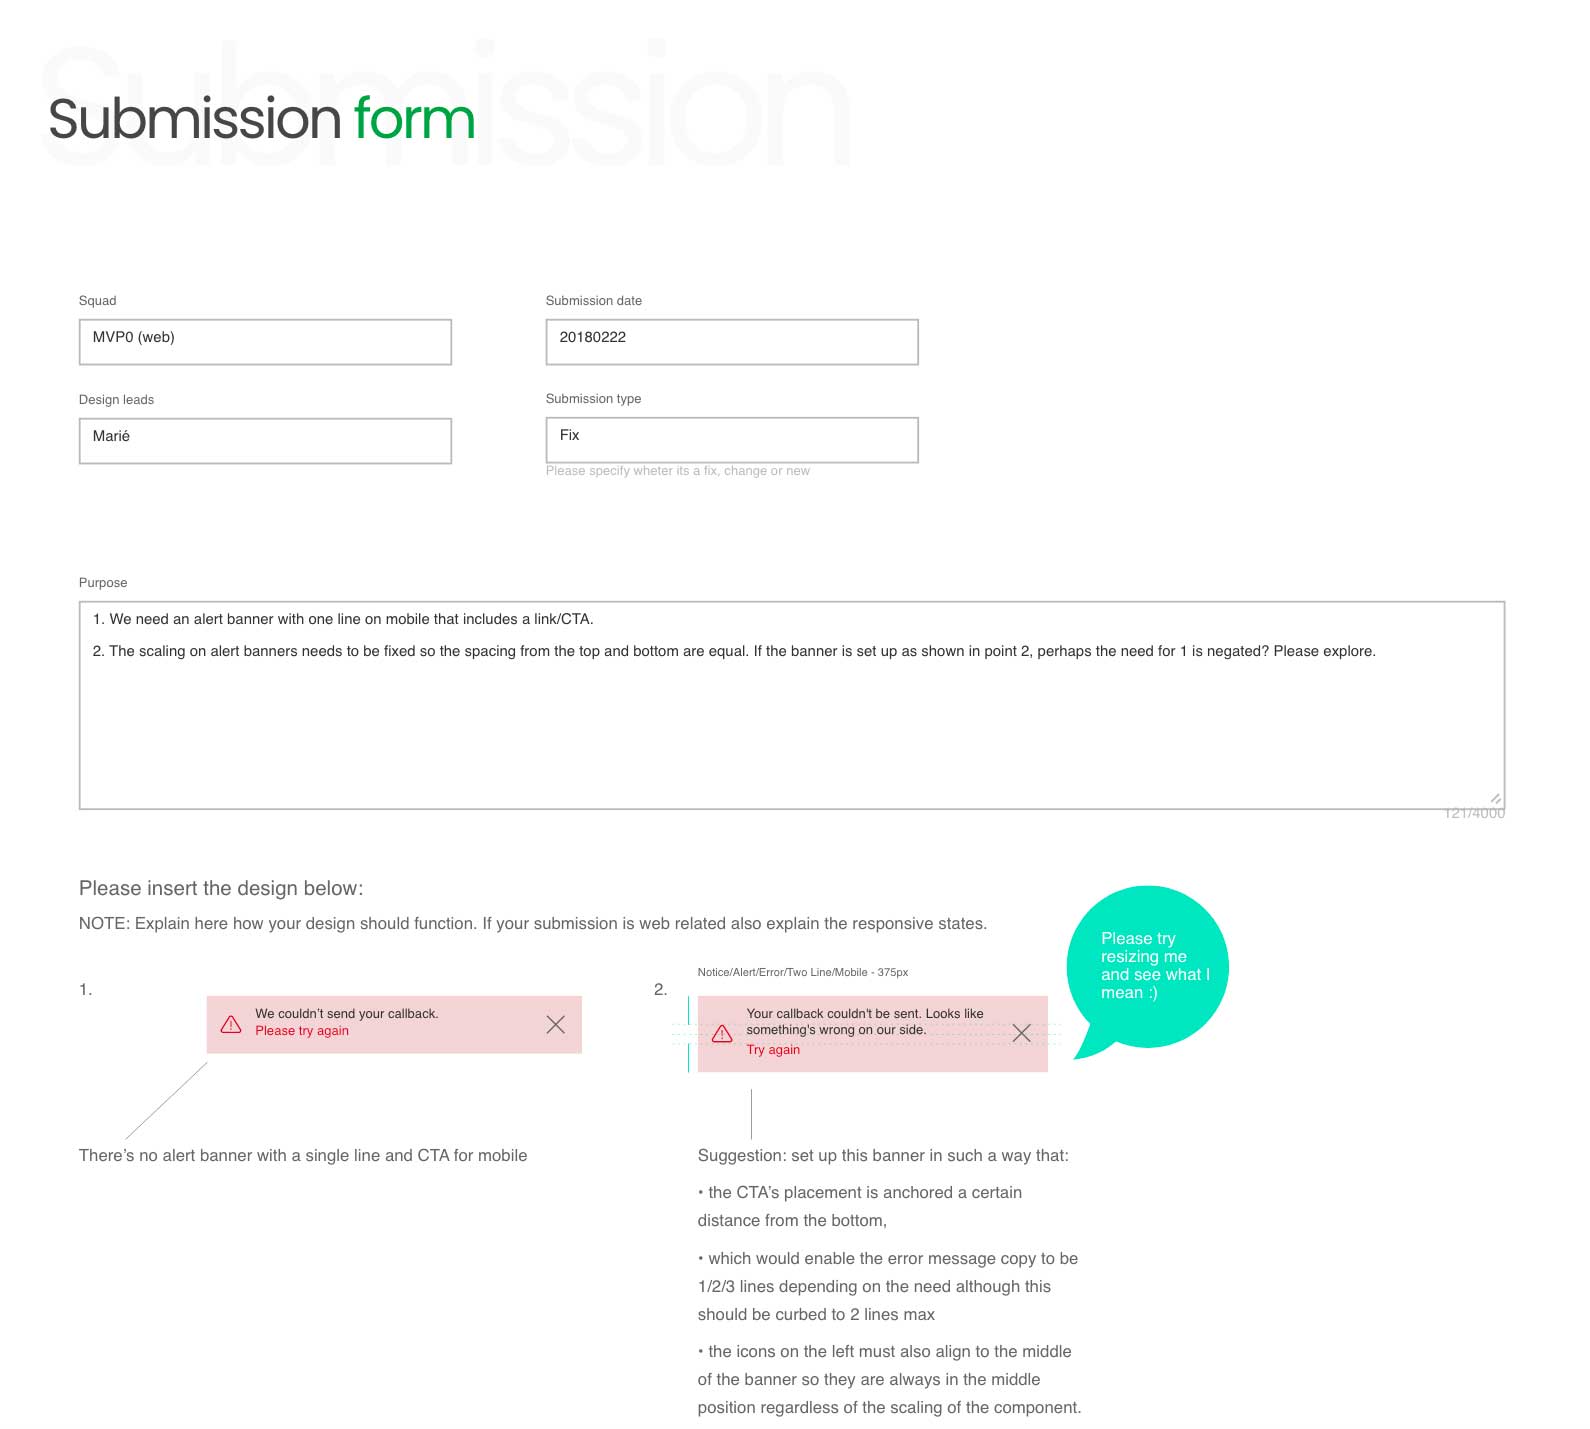 Submission
Submission form
Squad
MVP0 (web)
Submission date
20180222
Design leads
Marié
Submission type
Fix
Please specify wheter its a fix, change or new
Purpose
1. We need an alert banner with one line on mobile that includes a link/CTA.
2. The scaling on alert banners needs to be fixed so the spacing from the top and bottom are equal. If the banner is set up as shown in point 2, perhaps the need for 1 is negated? Please explore.
121/4000
Please insert the design below:
NOTE: Explain here how your design should function. If your submission is web related also explain the responsive states.
1.
We couldn’t send your callback.
Please try again
There’s no alert banner with a single line and CTA for mobile
2.
Notice/Alert/Error/Two Line/Mobile - 375px
Your callback couldn't be sent. Looks like
something's wrong on our side.
Try again
Please try
resizing me
and see what I
mean :)
Suggestion: set up this banner in such a way that:
• the CTA’s placement is anchored a certain
distance from the bottom,
• which would enable the error message copy to be
1/2/3 lines depending on the need although this
should be curbed to 2 lines max
• the icons on the left must also align to the middle
of the banner so they are always in the middle
position regardless of the scaling of the component.